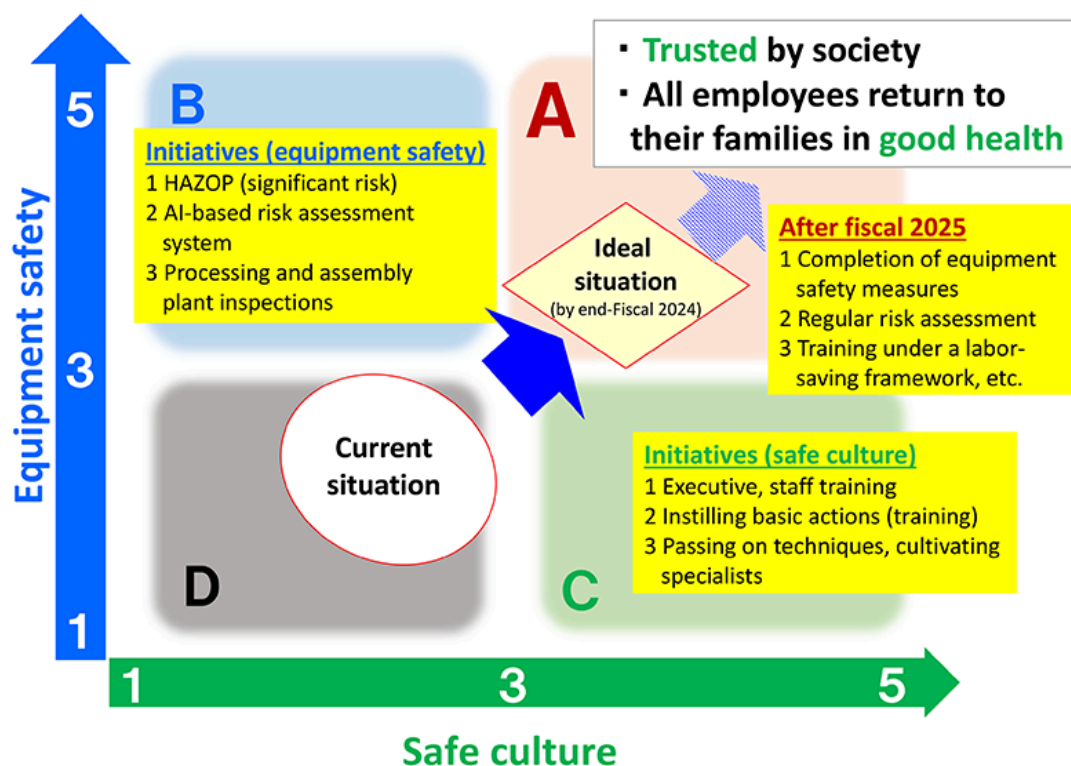 · Trusted by society
· All employees return to
their families in good health
B
A
Initiatives (equipment safety)
1 HAZOP (significant risk)
2 AI-based risk assessment
system
3 Processing and assembly
plant inspections
Ideal
situation
(by end-Fiscal 2024)
After fiscal 2025
1 Completion of equipment
safety measures
2 Regular risk assessment
3 Training under a labor-
saving framework, etc.
Current
situation
Initiatives (safe culture)
1 Executive, staff training
2 Instilling basic actions (training)
3 Passing on techniques, cultivating
specialists
D
C
Equipment safety
5
3
1
1
3
5
Safe culture